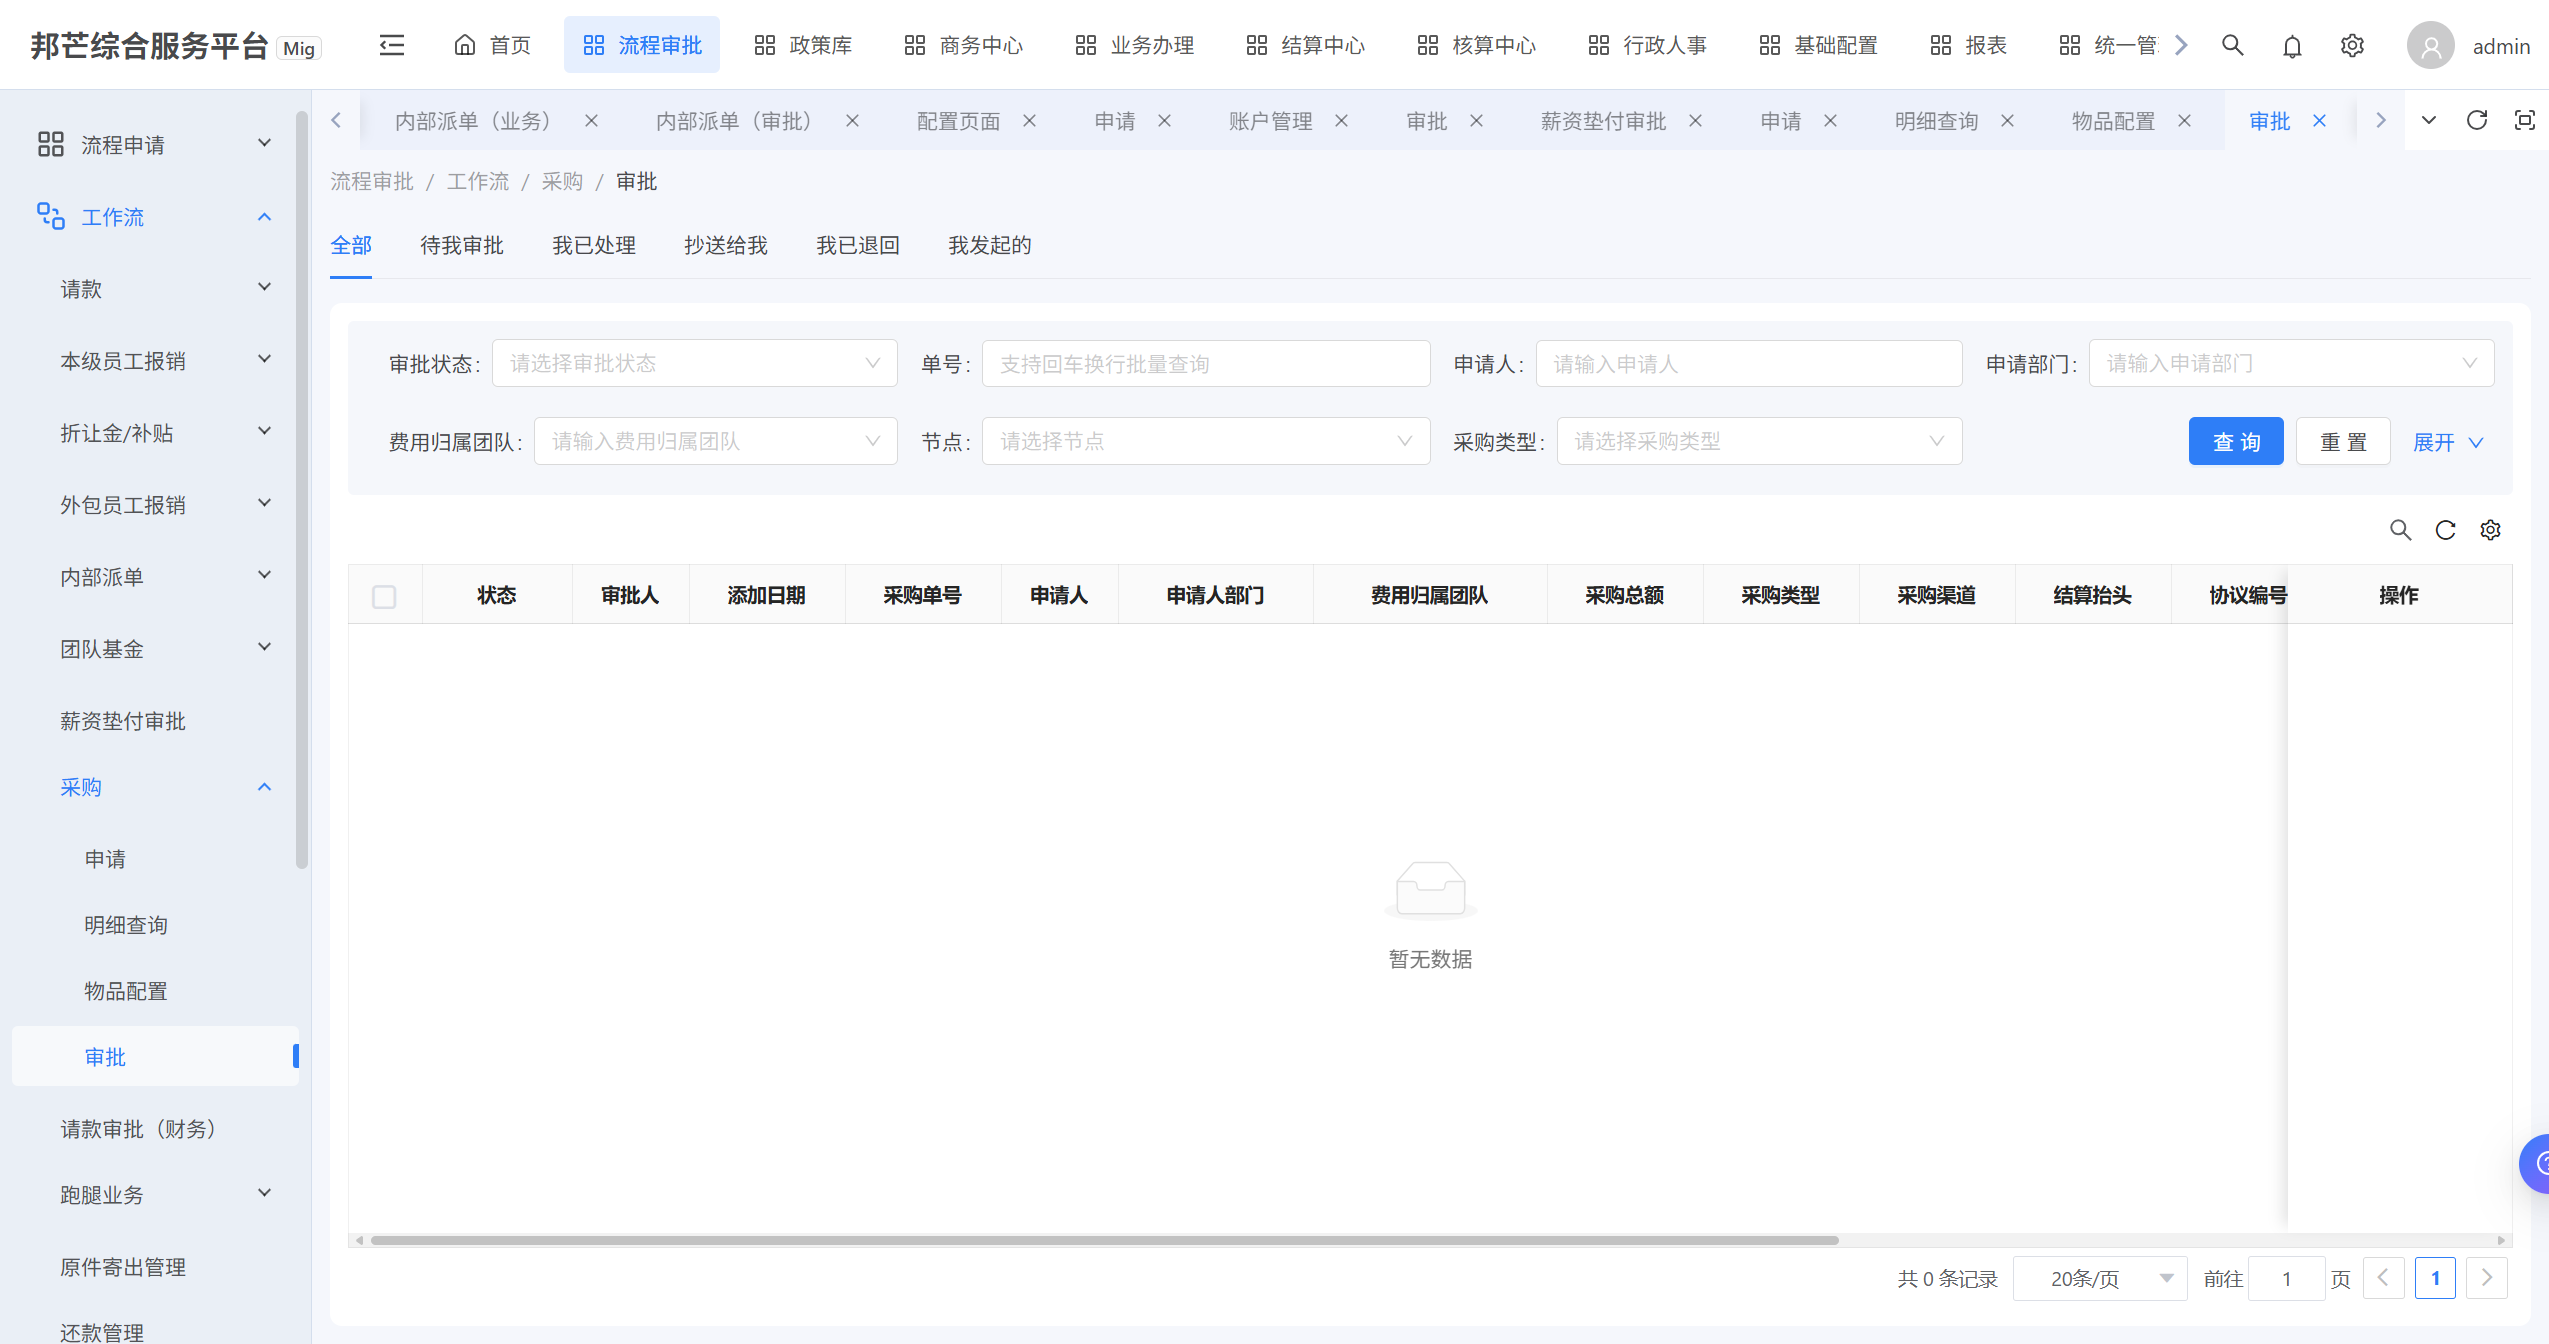 邦芒综合服务平台 Mig
首页 流程审批 政策库 商务中心 业务办理 结算中心 核算中心 行政人事 基础配置 报表 统一管
admin
流程申请
工作流
请款
本级员工报销
折让金/补贴
外包员工报销
内部派单
团队基金
薪资垫付审批
采购
申请
明细查询
物品配置
审批
请款审批（财务）
跑腿业务
原件寄出管理
还款管理
内部派单（业务） 内部派单（审批） 配置页面 申请 账户管理 审批 薪资垫付审批 申请 明细查询 物品配置 审批
流程审批 / 工作流 / 采购 / 审批
全部 待我审批 我已处理 抄送给我 我已退回 我发起的
审批状态: 请选择审批状态 单号: 支持回车换行批量查询 申请人: 请输入申请人 申请部门: 请输入申请部门
费用归属团队: 请输入费用归属团队 节点: 请选择节点 采购类型: 请选择采购类型 查 询 重 置 展开
状态 审批人 添加日期 采购单号 申请人 申请人部门 费用归属团队 采购总额 采购类型 采购渠道 结算抬头 协议编号 操作
暂无数据
共 0 条记录 20条/页 前往 1 页 1